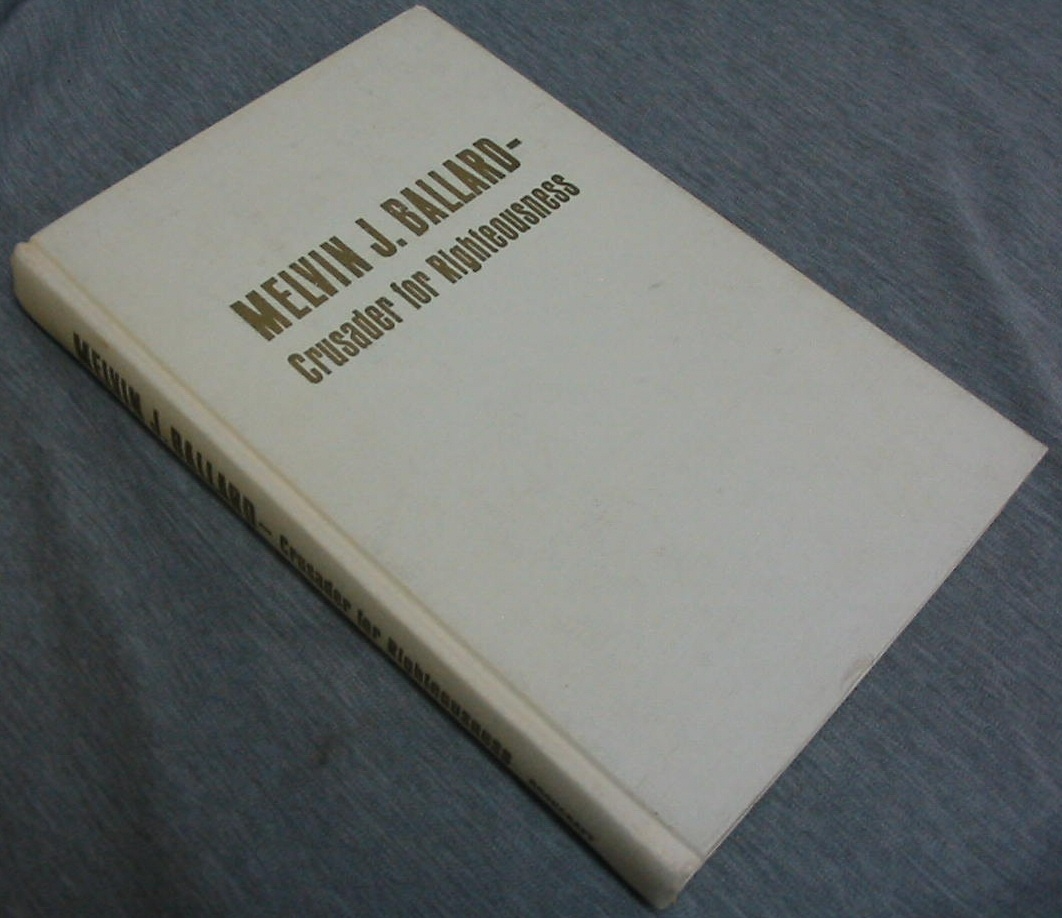 MELVIN J. BALLARD-
Crusader for Righteousness
MELVIN J. BALLARD- Crusader for Righteousness